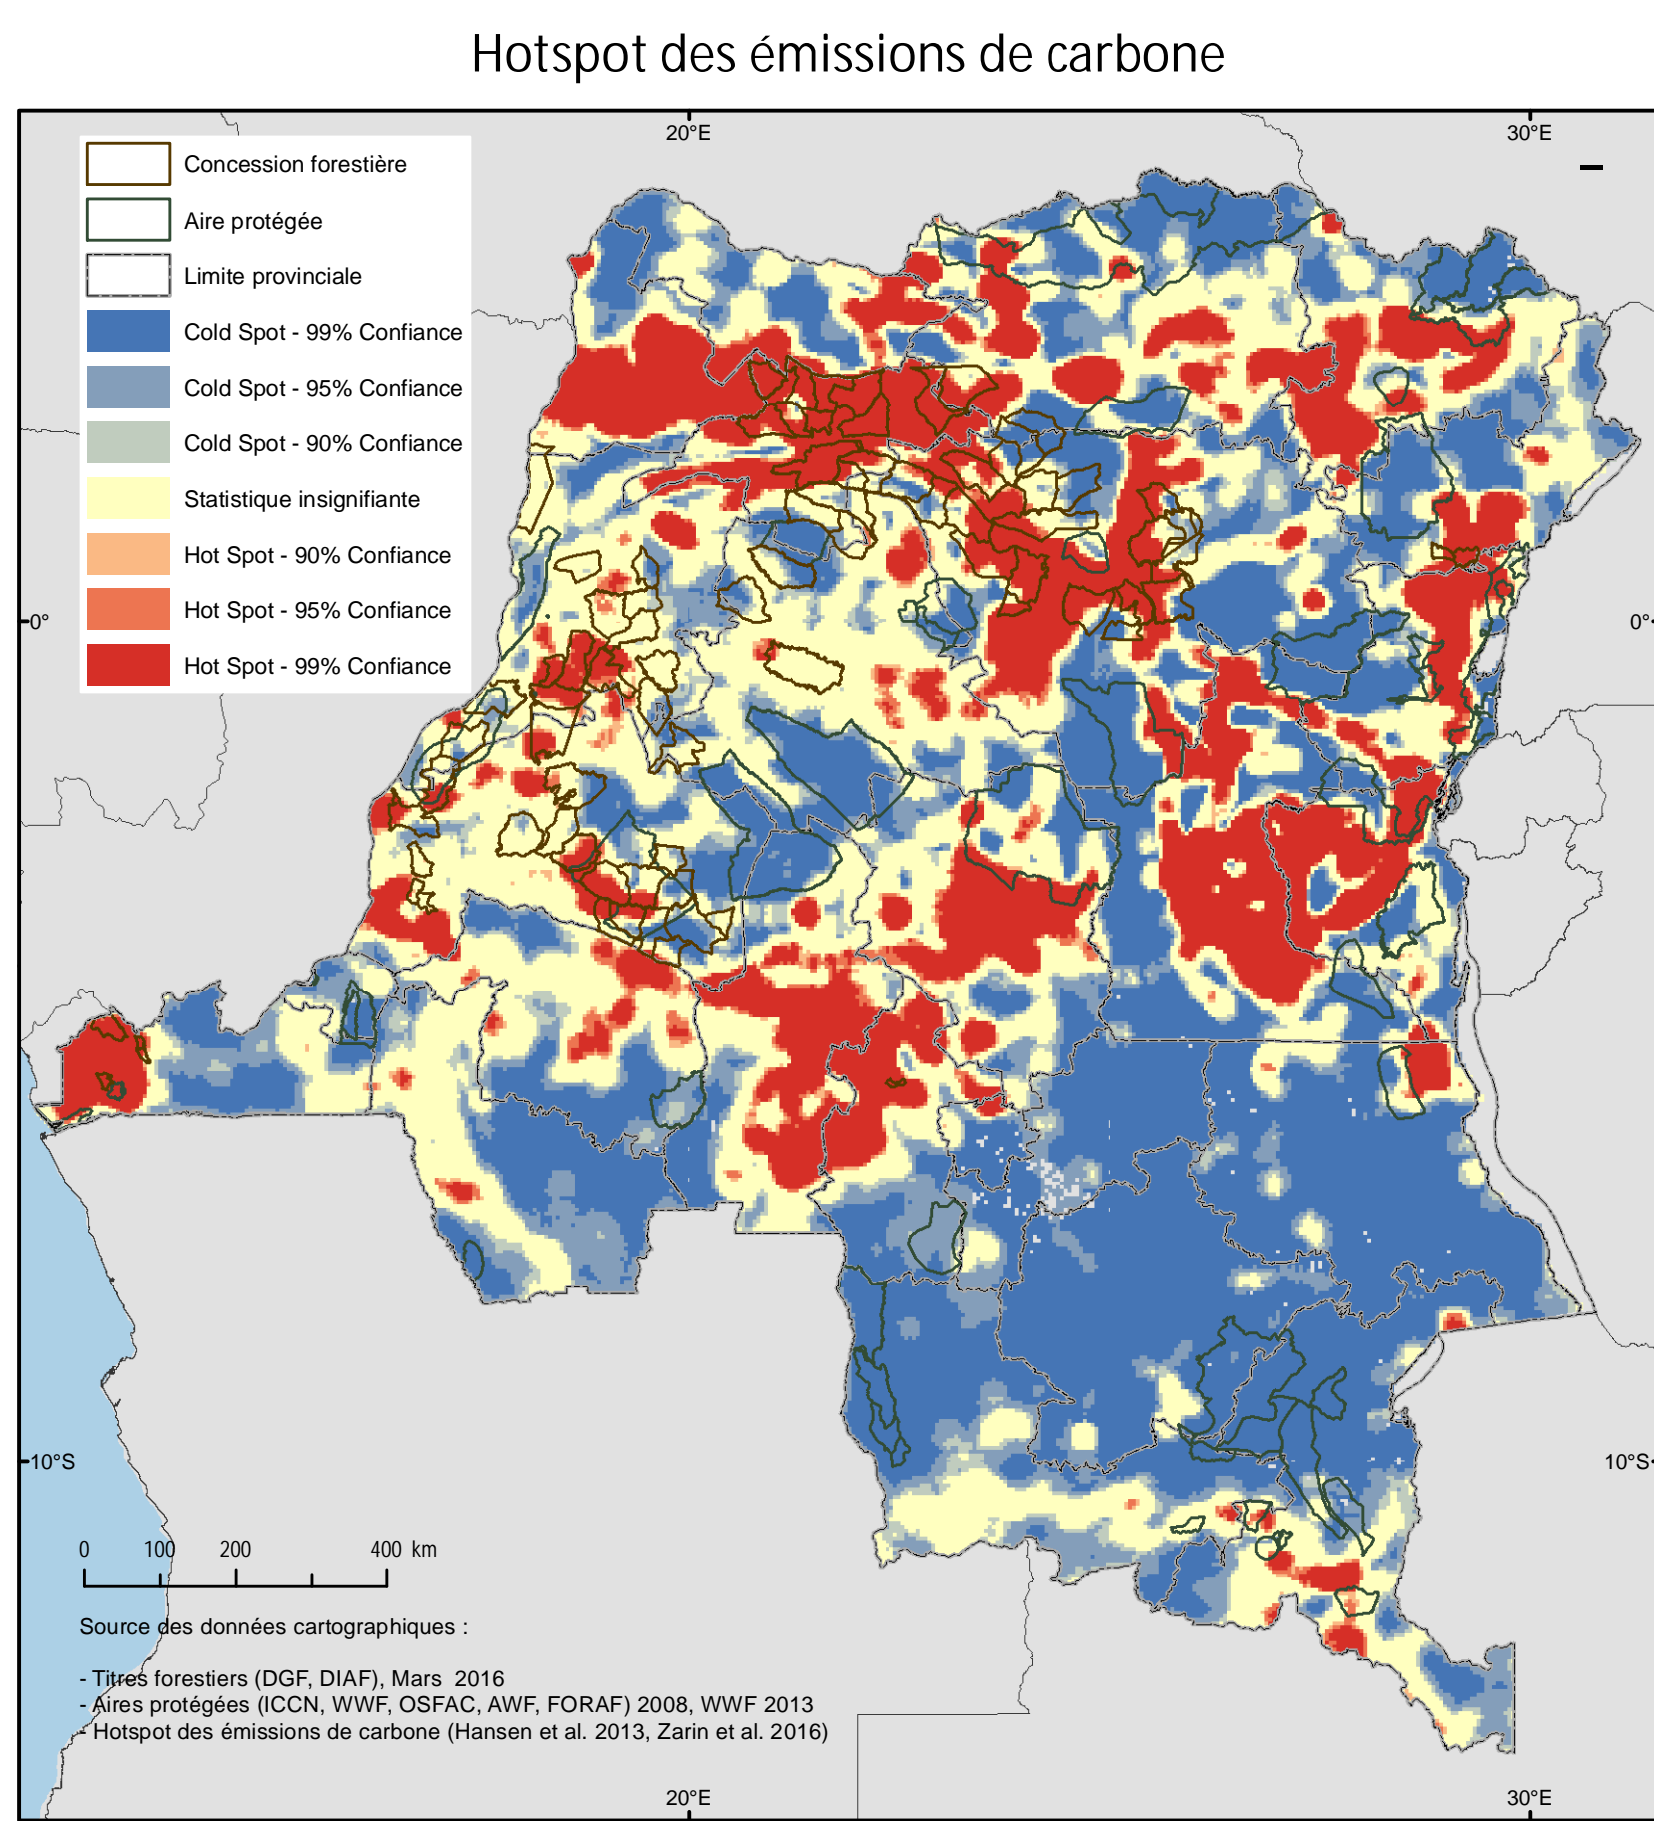 Hotspot des émissions de carbone
20°E
30°E
Concession forestière
Aire protégée
Limite provinciale
Cold Spot - 99% Confiance
Cold Spot - 95% Confiance
Cold Spot - 90% Confiance
Statistique insignifiante
Hot Spot - 90% Confiance
Hot Spot - 95% Confiance
Hot Spot - 99% Confiance
0°
0°
10°S
10°S
0 100 200 400 km
Source des données cartographiques :
- Titres forestiers (DGF, DIAF), Mars 2016
- Aires protégées (ICCN, WWF, OSFAC, AWF, FORAF) 2008, WWF 2013
- Hotspot des émissions de carbone (Hansen et al. 2013, Zarin et al. 2016)
20°E
30°E